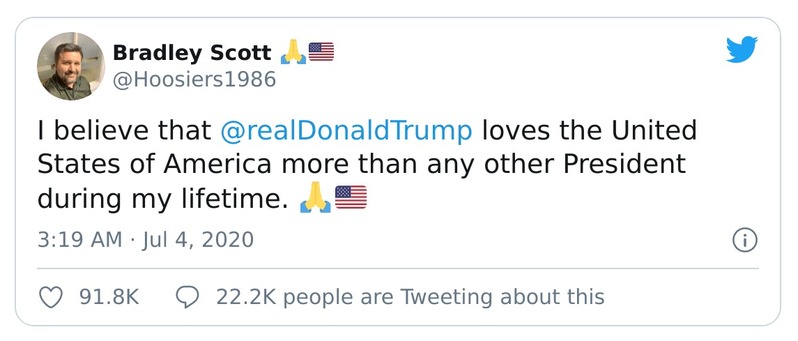 Bradley Scott 🙏🇺🇸
@Hoosiers1986
I believe that @realDonaldTrump loves the United
States of America more than any other President
during my lifetime. 🙏🇺🇸
3:19 AM · Jul 4, 2020
91.8K 22.2K people are Tweeting about this